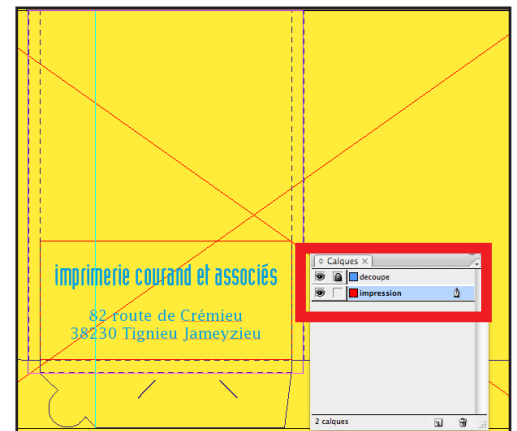 imprimerie courand et associés
82 route de Crémieu
38230 Tignieu Jameyzieu
Calques
decoupe
impression
2 calques